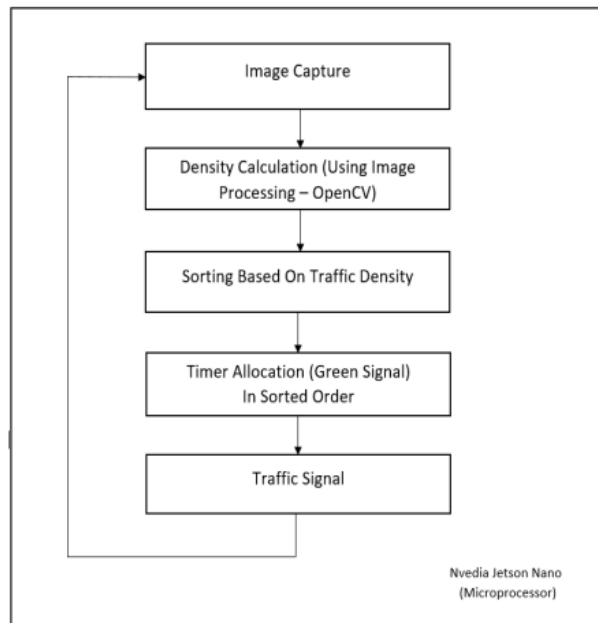 Image Capture
Density Calculation (Using Image
Processing – OpenCV)
Sorting Based On Traffic Density
Timer Allocation (Green Signal)
In Sorted Order
Traffic Signal
Nvedia Jetson Nano
(Microprocessor)